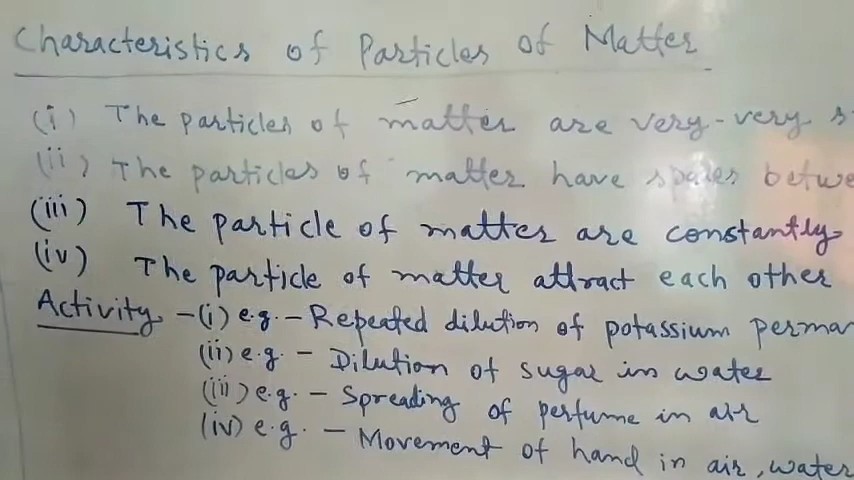 Characteristics of Particles of Matter
(i) The particles of matter are very-very s
(ii) The particles of matter have spaces betwe
(iii) The particle of matter are constantly
(iv) The particle of matter attract each other
Activity -(i) e.g. - Repeated dilution of potassium perma
(ii) e.g. - Dilution of sugar in water
(iii) e.g. - Spreading of perfume in air
(iv) e.g. - Movement of hand in air, water